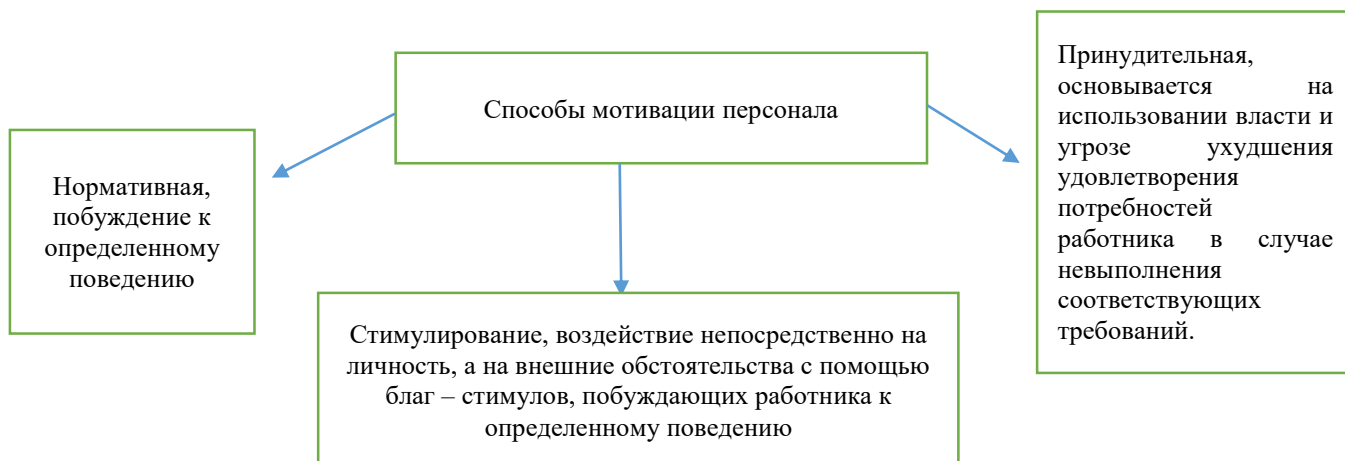 Способы мотивации персонала
Нормативная,
побуждение к
определенному
поведению
Стимулирование, воздействие непосредственно на
личность, а на внешние обстоятельства с помощью
благ – стимулов, побуждающих работника к
определенному поведению
Принудительная,
основывается на
использовании власти и
угрозе ухудшения
удовлетворения
потребностей
работника в случае
невыполнения
соответствующих
требований.